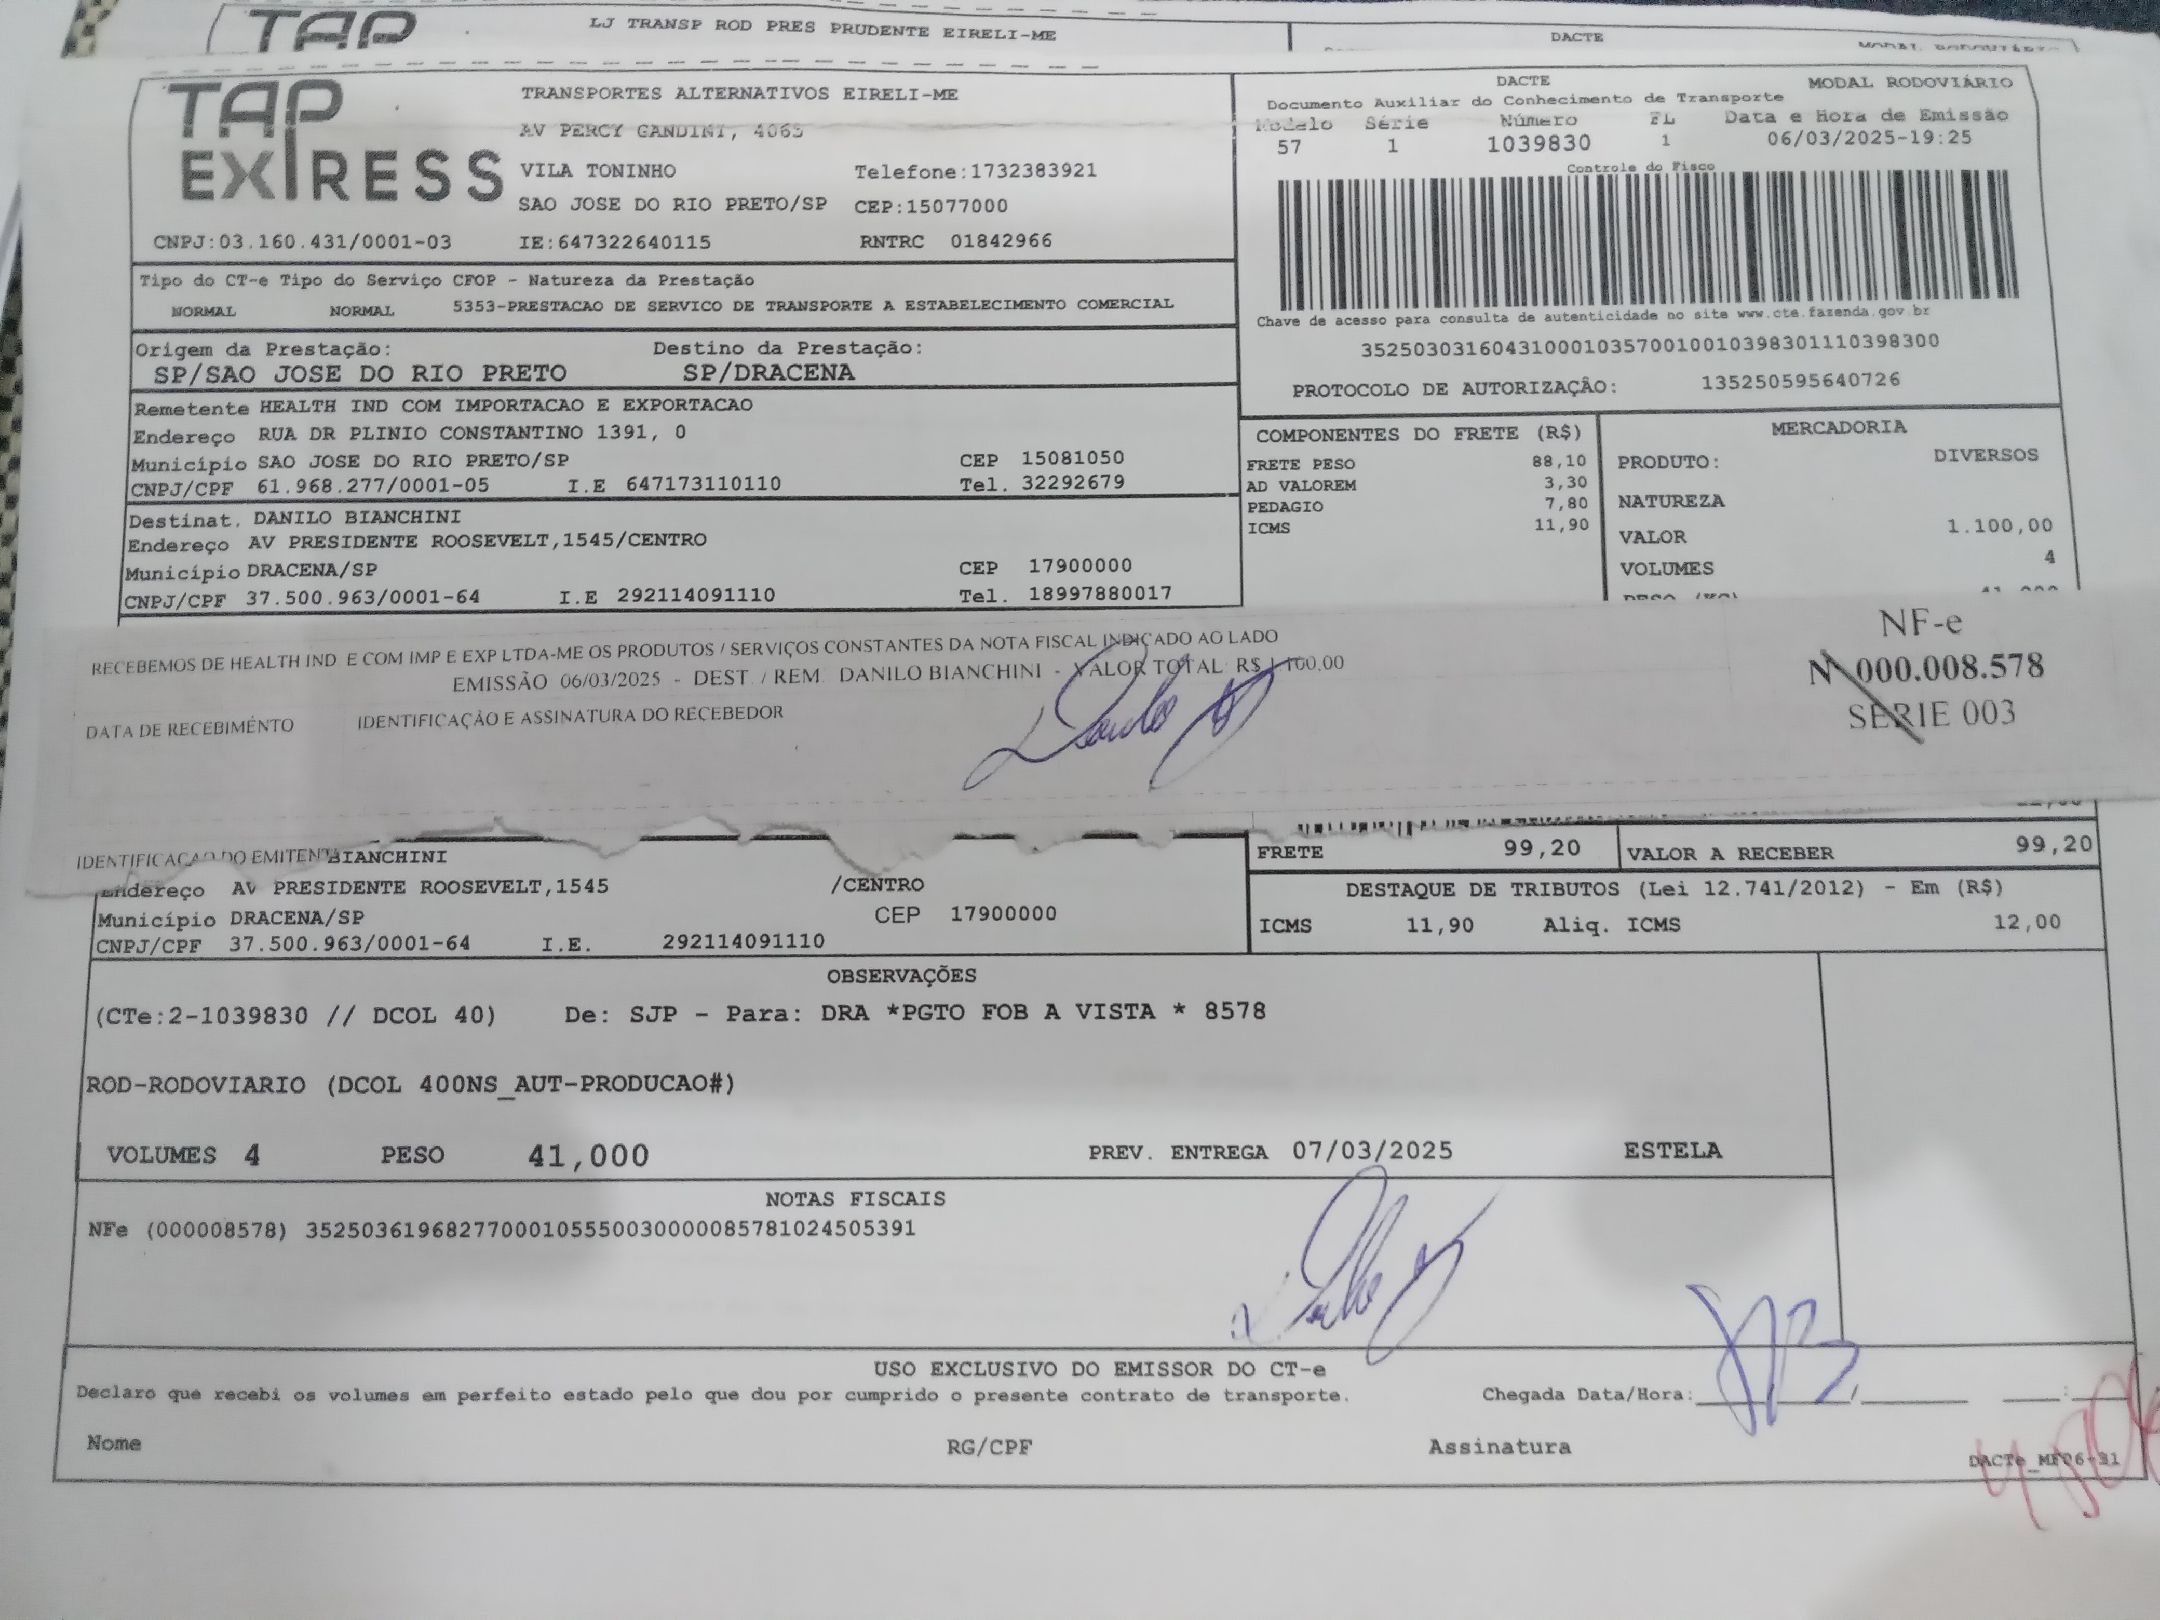 TAP LJ TRANSP ROD PRES PRUDENTE EIRELI-ME DACTE
TAP EXPRESS
TRANSPORTES ALTERNATIVOS EIRELI-ME
AV PERCY GANDINI, 4065
VILA TONINHO Telefone:1732383921
SAO JOSE DO RIO PRETO/SP CEP:15077000
CNPJ:03.160.431/0001-03 IE:647322640115 RNTRC 01842966
DACTE MODAL RODOVIÁRIO
Documento Auxiliar do Conhecimento de Transporte
Modelo Série Número FL Data e Hora de Emissão
57 1 1039830 1 06/03/2025-19:25
Controle do Fisco
Chave de acesso para consulta de autenticidade no site www.cte.fazenda.gov.br
35250303160431000103570010010398301110398300
PROTOCOLO DE AUTORIZAÇÃO: 135250595640726
Tipo do CT-e Tipo do Serviço CFOP - Natureza da Prestação
NORMAL NORMAL 5353-PRESTACAO DE SERVICO DE TRANSPORTE A ESTABELECIMENTO COMERCIAL
Origem da Prestação: Destino da Prestação:
SP/SAO JOSE DO RIO PRETO SP/DRACENA
Remetente HEALTH IND COM IMPORTACAO E EXPORTACAO
Endereço RUA DR PLINIO CONSTANTINO 1391, 0
Município SAO JOSE DO RIO PRETO/SP CEP 15081050
CNPJ/CPF 61.968.277/0001-05 I.E 647173110110 Tel. 32292679
Destinat. DANILO BIANCHINI
Endereço AV PRESIDENTE ROOSEVELT,1545/CENTRO
Município DRACENA/SP CEP 17900000
CNPJ/CPF 37.500.963/0001-64 I.E 292114091110 Tel. 18997880017
COMPONENTES DO FRETE (R$)
FRETE PESO 88,10
AD VALOREM 3,30
PEDAGIO 7,80
ICMS 11,90
MERCADORIA
PRODUTO: DIVERSOS
NATUREZA
VALOR 1.100,00
VOLUMES 4
RECEBEMOS DE HEALTH IND E COM IMP E EXP LTDA-ME OS PRODUTOS / SERVIÇOS CONSTANTES DA NOTA FISCAL INDICADO AO LADO
EMISSÃO 06/03/2025 - DEST. / REM. DANILO BIANCHINI - VALOR TOTAL: R$ 1.100,00
DATA DE RECEBIMENTO IDENTIFICAÇÃO E ASSINATURA DO RECEBEDOR
NF-e
Nº 000.008.578
SÉRIE 003
IDENTIFICAÇÃO DO EMITENTE BIANCHINI
Endereço AV PRESIDENTE ROOSEVELT,1545 /CENTRO
Município DRACENA/SP CEP 17900000
CNPJ/CPF 37.500.963/0001-64 I.E. 292114091110
FRETE 99,20 VALOR A RECEBER 99,20
DESTAQUE DE TRIBUTOS (Lei 12.741/2012) - Em (R$)
ICMS 11,90 Aliq. ICMS 12,00
OBSERVAÇÕES
(CTe:2-1039830 // DCOL 40) De: SJP - Para: DRA *PGTO FOB A VISTA * 8578
ROD-RODOVIARIO (DCOL 400NS_AUT-PRODUCAO#)
VOLUMES 4 PESO 41,000 PREV. ENTREGA 07/03/2025 ESTELA
NOTAS FISCAIS
NFe (000008578) 35250361968277000105550030000085781024505391
USO EXCLUSIVO DO EMISSOR DO CT-e
Declaro que recebi os volumes em perfeito estado pelo que dou por cumprido o presente contrato de transporte. Chegada Data/Hora:
Nome RG/CPF Assinatura